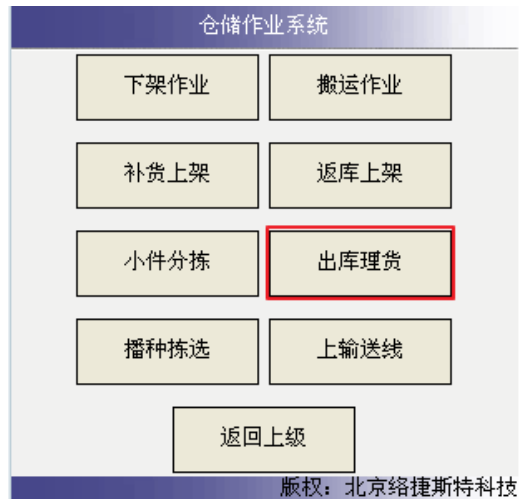 仓储作业系统
下架作业 搬运作业
补货上架 返库上架
小件分拣 出库理货
播种拣选 上输送线
返回上级
版权：北京络捷斯特科技